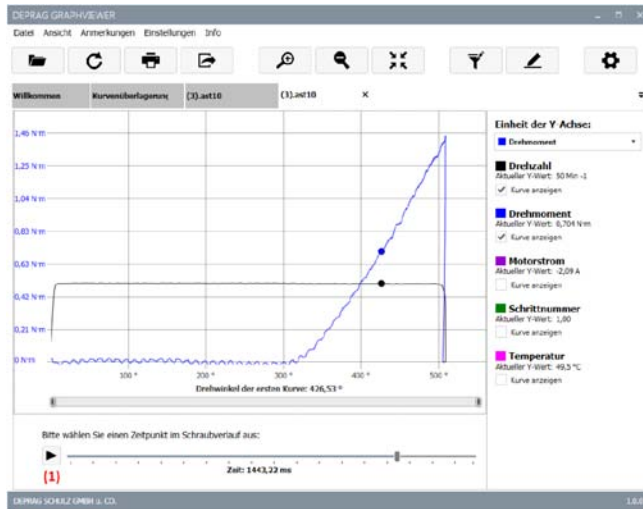 DEPRAG GRAPHVIEWER
Datei Ansicht Anmerkungen Einstellungen Info
Willkommen Kurvenüberlagerung (3).ast10 (3).ast10 ×
1,46 N·m
1,25 N·m
1,04 N·m
0,83 N·m
0,63 N·m
0,42 N·m
0,21 N·m
0 N·m
100 ° 200 ° 300 ° 400 ° 500 °
Drehwinkel der ersten Kurve: 426,53 °
Einheit der Y-Achse:
Drehmoment
Drehzahl
Aktueller Y-Wert: 50 Min -1
Kurve anzeigen
Drehmoment
Aktueller Y-Wert: 0,704 N·m
Kurve anzeigen
Motorstrom
Aktueller Y-Wert: -2,09 A
Kurve anzeigen
Schrittnummer
Aktueller Y-Wert: 1,00
Kurve anzeigen
Temperatur
Aktueller Y-Wert: 49,5 °C
Kurve anzeigen
Bitte wählen Sie einen Zeitpunkt im Schraubverlauf aus:
(1)
Zeit: 1443,22 ms
DEPRAG SCHULZ GMBH u. CO.